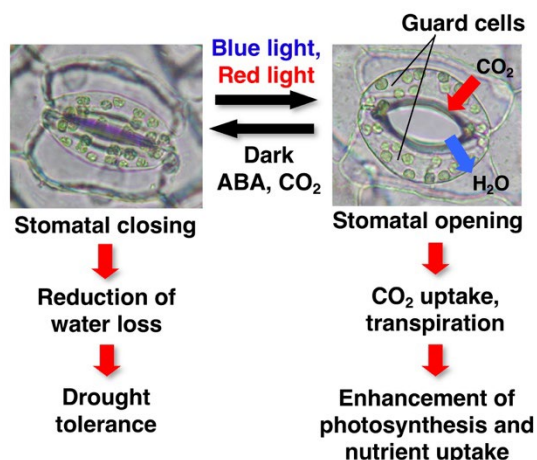 Blue light,
Red light
Dark
ABA, CO₂
Guard cells
CO₂
H₂O
Stomatal closing
Stomatal opening
Reduction of
water loss
CO₂ uptake,
transpiration
Drought
tolerance
Enhancement of
photosynthesis and
nutrient uptake